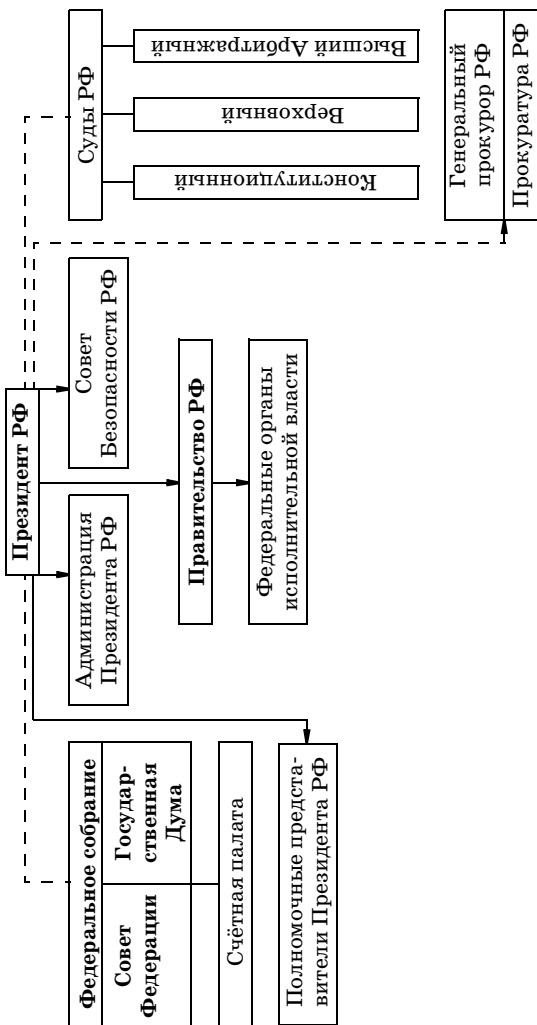 Президент РФ
Федеральное собрание
Совет
Федерации
Государ-
ственная
Дума
Счётная палата
Полномочные предста-
вители Президента РФ
Администрация
Президента РФ
Совет
Безопасности РФ
Правительство РФ
Федеральные органы
исполнительной власти
Суды РФ
Конституционный
Верховный
Высший Арбитражный
Генеральный
прокурор РФ
Прокуратура РФ